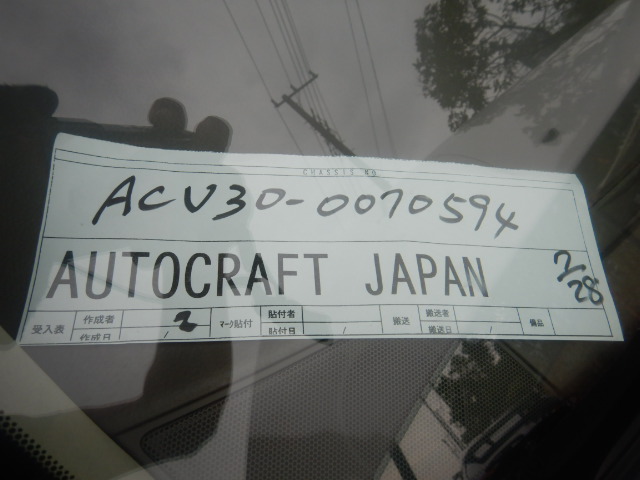 CHASSIS NO
ACV30-0070594
AUTOCRAFT JAPAN
2/28
受入表 作成者 2 マーク貼付 貼付者 搬送 搬送者 備品
作成日 / 貼付日 / 搬送日 /